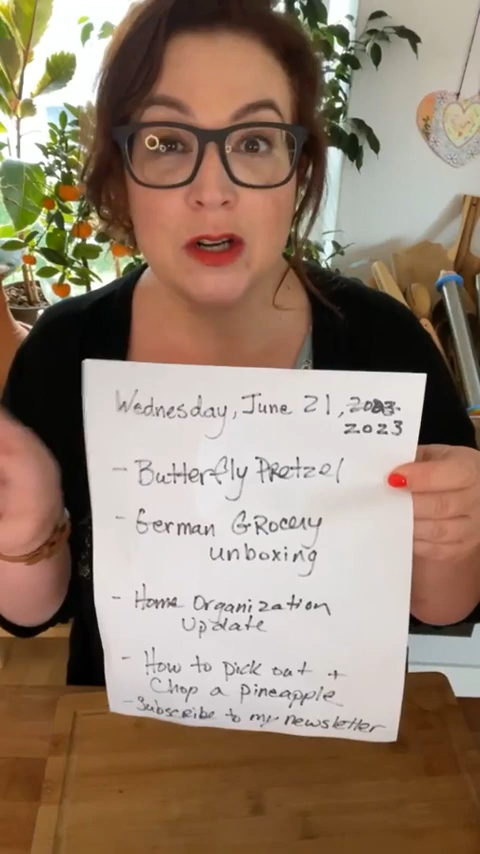 Wednesday, June 21, 2023
2023
- Butterfly Pretzel
- German Grocery
unboxing
- Home Organization
Update
- How to pick out +
Chop a pineapple
- Subscribe to my newsletter